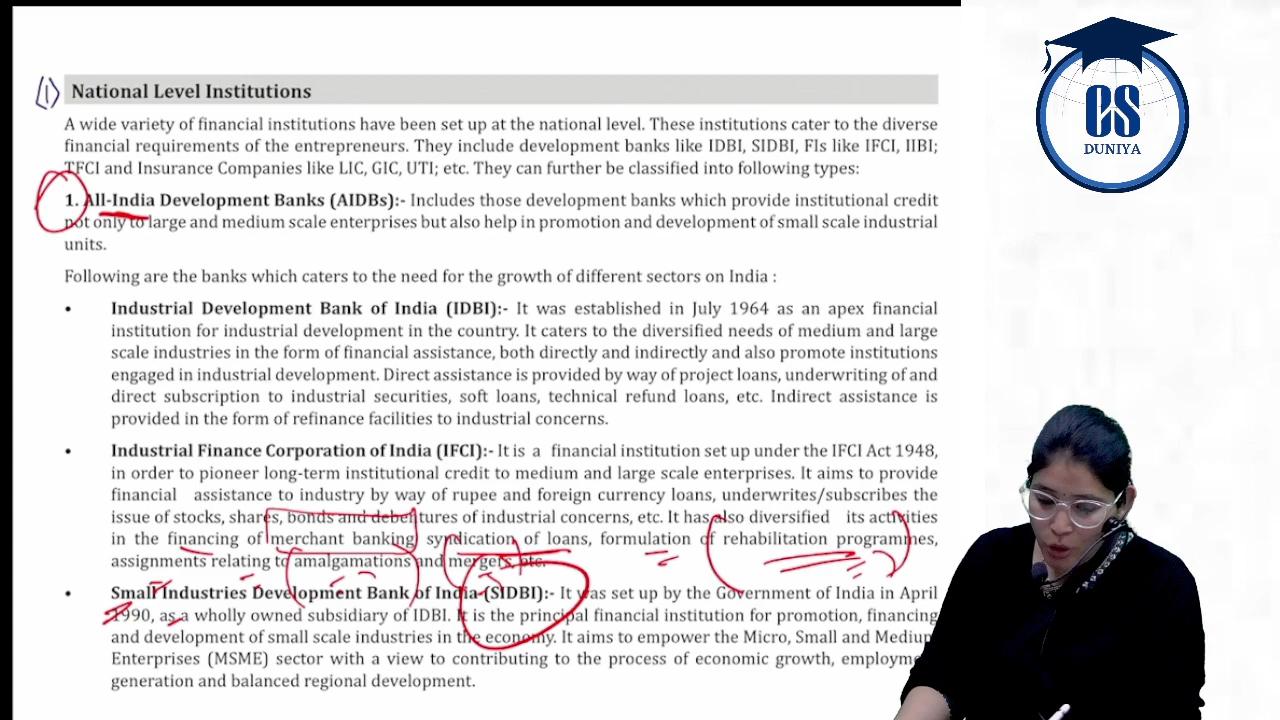 (1) National Level Institutions
A wide variety of financial institutions have been set up at the national level. These institutions cater to the diverse
financial requirements of the entrepreneurs. They include development banks like IDBI, SIDBI, FIs like IFCI, IIBI;
TFCI and Insurance Companies like LIC, GIC, UTI; etc. They can further be classified into following types:
1. All-India Development Banks (AIDBs):- Includes those development banks which provide institutional credit
not only to large and medium scale enterprises but also help in promotion and development of small scale industrial
units.
Following are the banks which caters to the need for the growth of different sectors on India :
• Industrial Development Bank of India (IDBI):- It was established in July 1964 as an apex financial
institution for industrial development in the country. It caters to the diversified needs of medium and large
scale industries in the form of financial assistance, both directly and indirectly and also promote institutions
engaged in industrial development. Direct assistance is provided by way of project loans, underwriting of and
direct subscription to industrial securities, soft loans, technical refund loans, etc. Indirect assistance is
provided in the form of refinance facilities to industrial concerns.
• Industrial Finance Corporation of India (IFCI):- It is a financial institution set up under the IFCI Act 1948,
in order to pioneer long-term institutional credit to medium and large scale enterprises. It aims to provide
financial assistance to industry by way of rupee and foreign currency loans, underwrites/subscribes the
issue of stocks, shares, bonds and debentures of industrial concerns, etc. It has also diversified its activities
in the financing of merchant banking syndication of loans, formulation of rehabilitation programmes,
assignments relating to amalgamations and mergers, etc.
• Small Industries Development Bank of India (SIDBI):- It was set up by the Government of India in April
1990, as a wholly owned subsidiary of IDBI. It is the principal financial institution for promotion, financing
and development of small scale industries in the economy. It aims to empower the Micro, Small and Medium
Enterprises (MSME) sector with a view to contributing to the process of economic growth, employm
generation and balanced regional development.
CS
DUNIYA